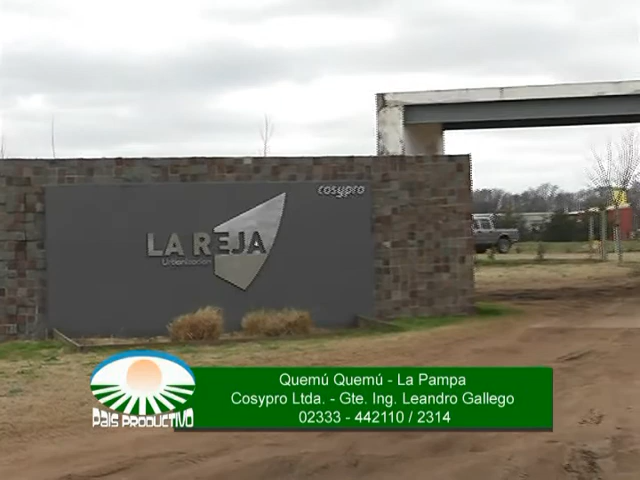 cosypro
LA REJA
Urbanización
Quemú Quemú - La Pampa
Cosypro Ltda. - Gte. Ing. Leandro Gallego
02333 - 442110 / 2314
PAIS PRODUCTIVO